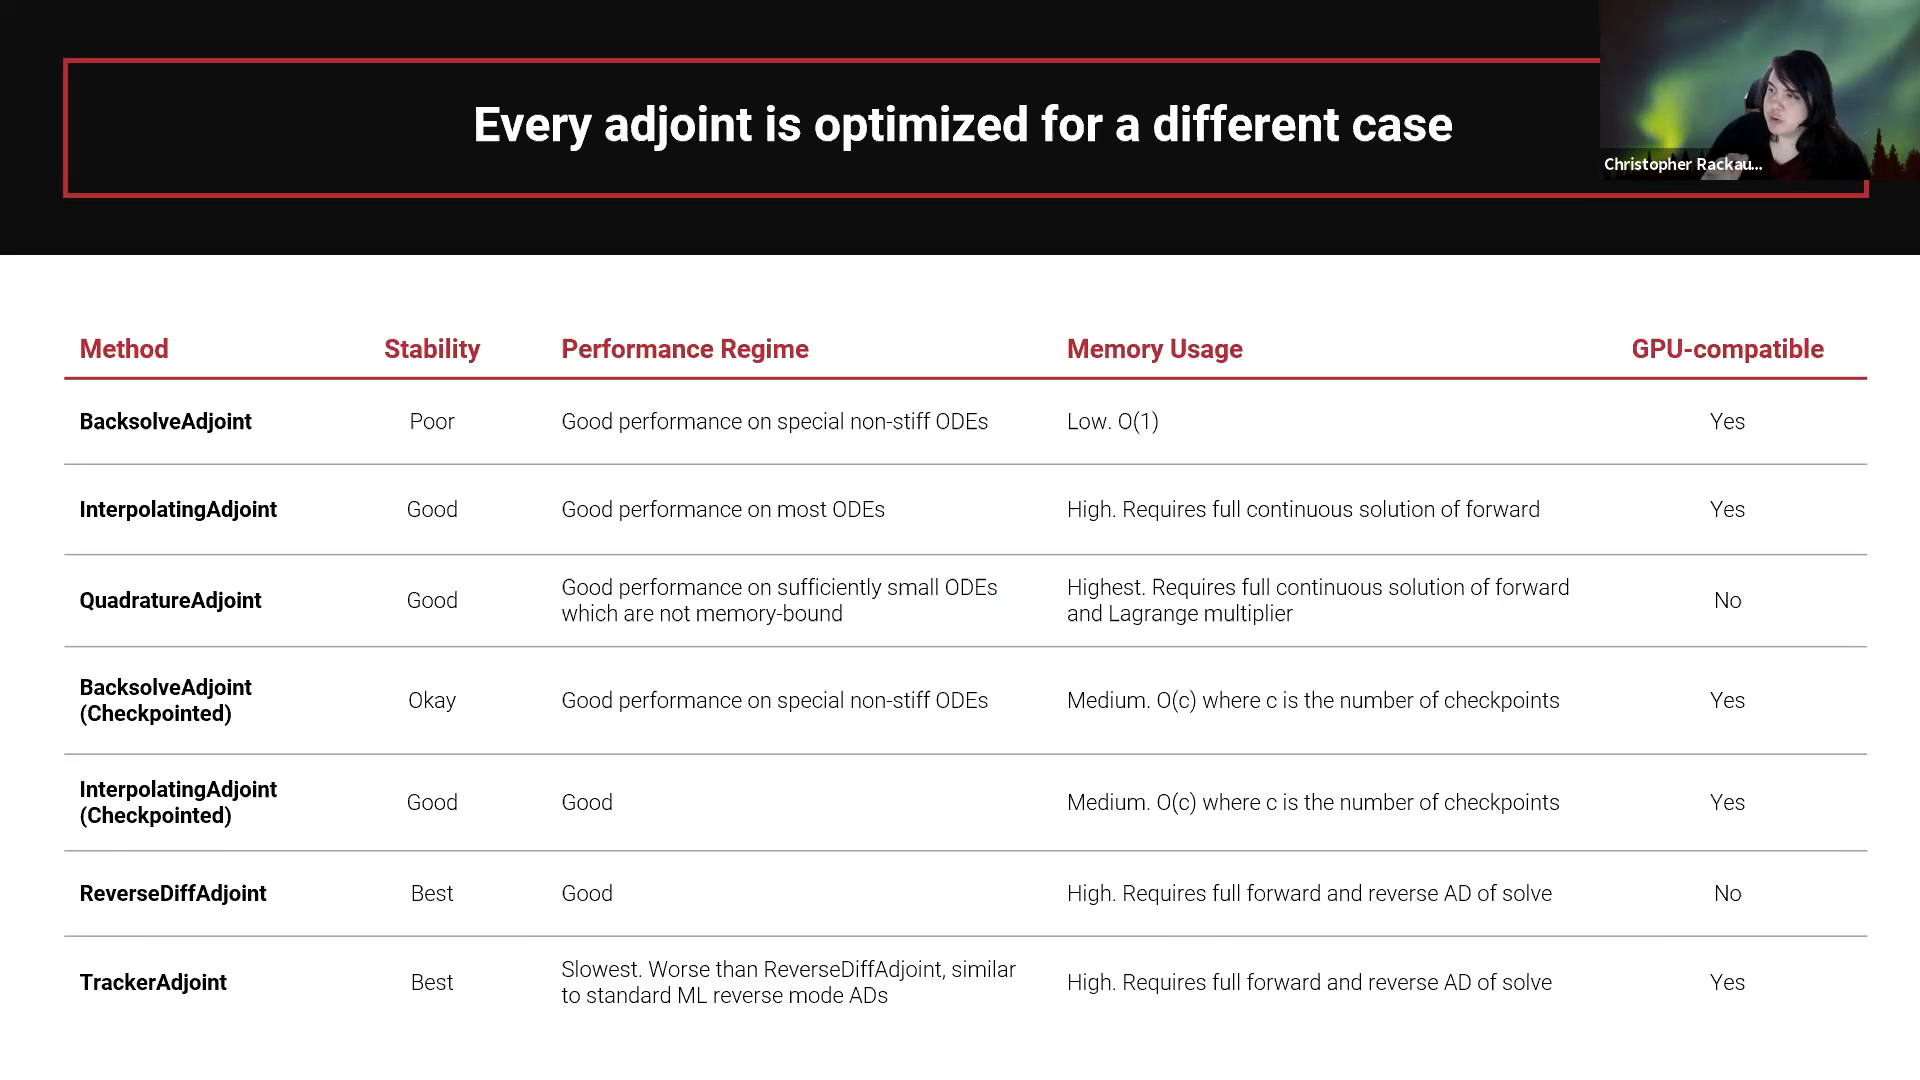 Every adjoint is optimized for a different case
Christopher Rackau...
Method Stability Performance Regime Memory Usage GPU-compatible
BacksolveAdjoint Poor Good performance on special non-stiff ODEs Low. O(1) Yes
InterpolatingAdjoint Good Good performance on most ODEs High. Requires full continuous solution of forward Yes
QuadratureAdjoint Good Good performance on sufficiently small ODEs
which are not memory-bound Highest. Requires full continuous solution of forward
and Lagrange multiplier No
BacksolveAdjoint
(Checkpointed) Okay Good performance on special non-stiff ODEs Medium. O(c) where c is the number of checkpoints Yes
InterpolatingAdjoint
(Checkpointed) Good Good Medium. O(c) where c is the number of checkpoints Yes
ReverseDiffAdjoint Best Good High. Requires full forward and reverse AD of solve No
TrackerAdjoint Best Slowest. Worse than ReverseDiffAdjoint, similar
to standard ML reverse mode ADs High. Requires full forward and reverse AD of solve Yes